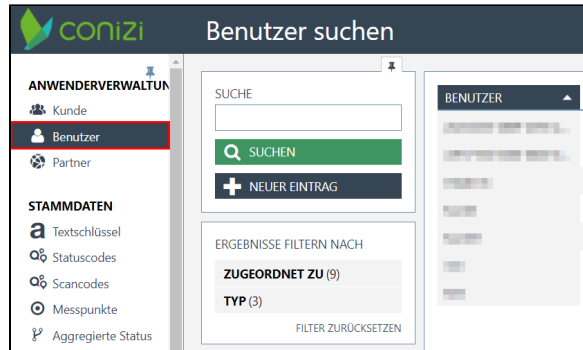 conizi
Benutzer suchen
ANWENDERVERWALTUN
Kunde
Benutzer
Partner
STAMMDATEN
Textschlüssel
Statuscodes
Scancodes
Messpunkte
Aggregierte Status
SUCHE
SUCHEN
NEUER EINTRAG
ERGEBNISSE FILTERN NACH
ZUGEORDNET ZU (9)
TYP (3)
FILTER ZURÜCKSETZEN
BENUTZER